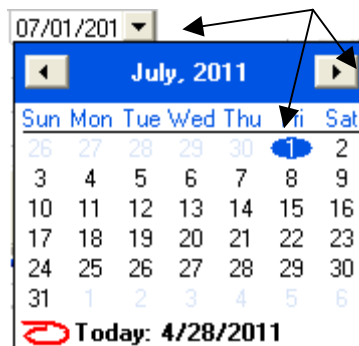 07/01/201
July, 2011
Sun Mon Tue Wed Thu Fri Sat
26 27 28 29 30 1 2
3 4 5 6 7 8 9
10 11 12 13 14 15 16
17 18 19 20 21 22 23
24 25 26 27 28 29 30
31 1 2 3 4 5 6
Today: 4/28/2011